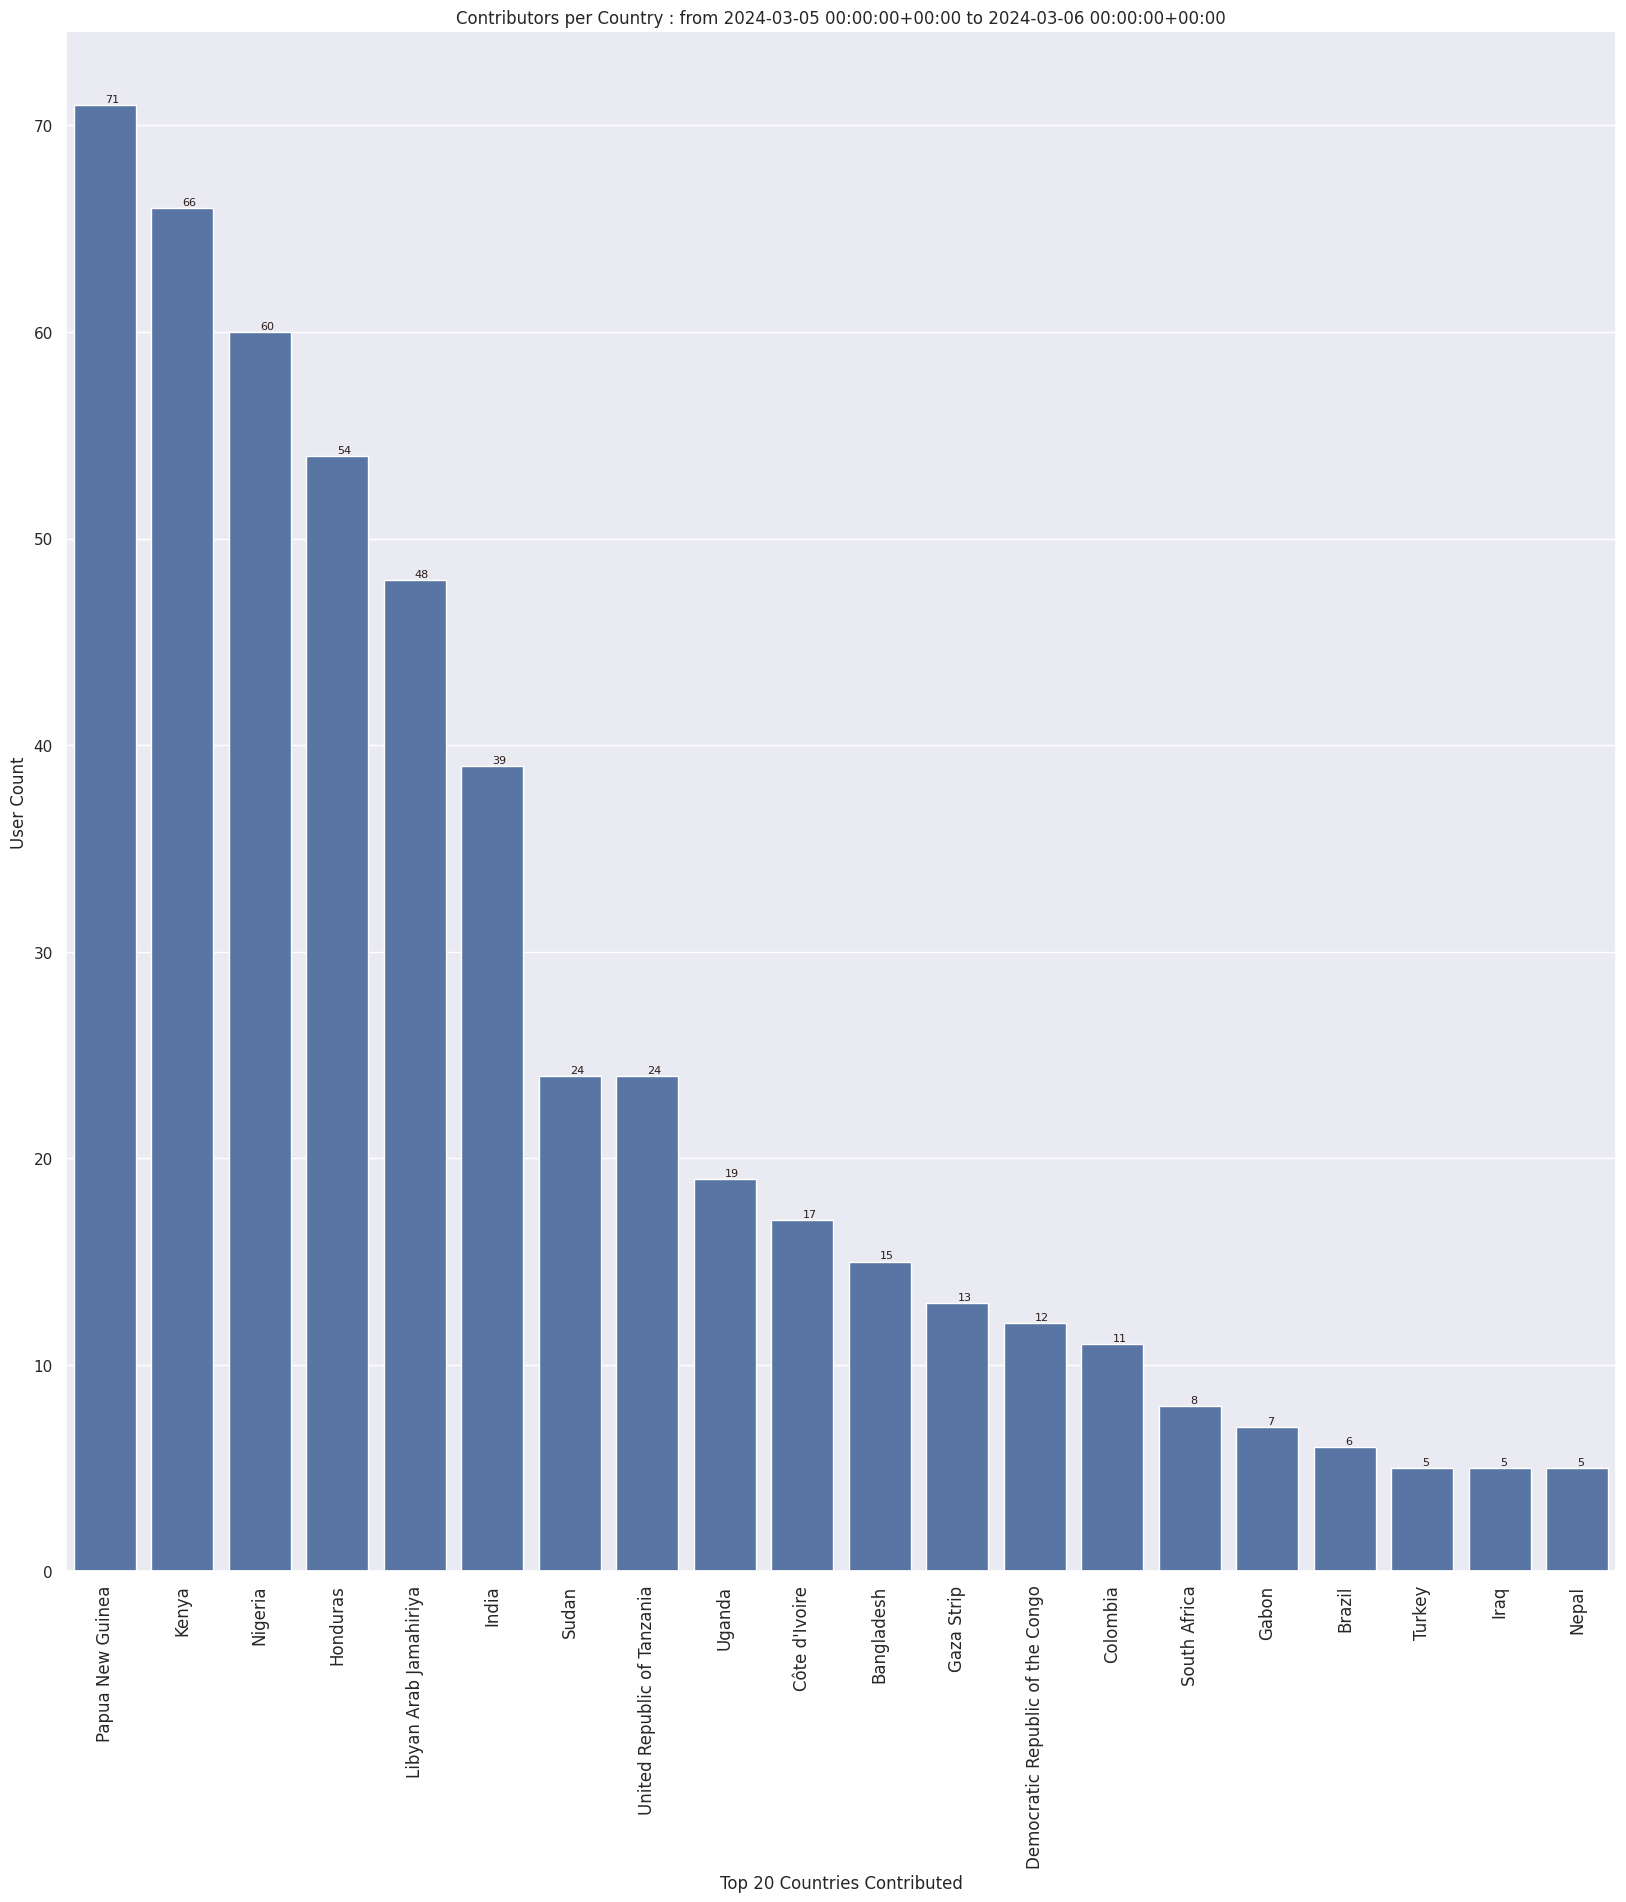 Contributors per Country : from 2024-03-05 00:00:00+00:00 to 2024-03-06 00:00:00+00:00
User Count
70
60
50
40
30
20
10
0
71
66
60
54
48
39
24
24
19
17
15
13
12
11
8
7
6
5
5
5
Papua New Guinea
Kenya
Nigeria
Honduras
Libyan Arab Jamahiriya
India
Sudan
United Republic of Tanzania
Uganda
Côte d'Ivoire
Bangladesh
Gaza Strip
Democratic Republic of the Congo
Colombia
South Africa
Gabon
Brazil
Turkey
Iraq
Nepal
Top 20 Countries Contributed